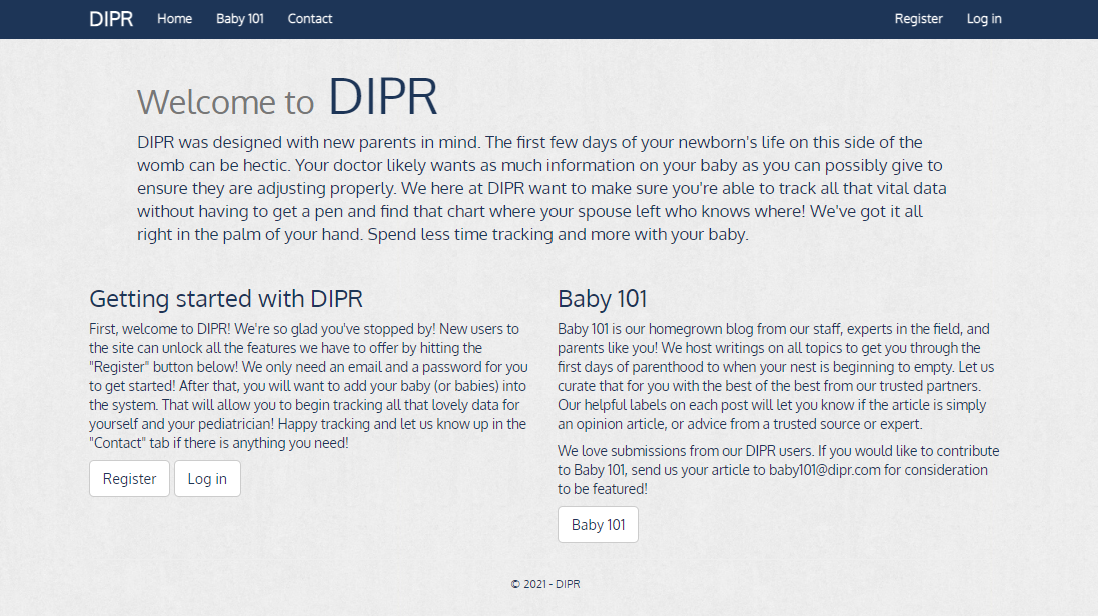 DIPR Home Baby 101 Contact Register Log in
Welcome to DIPR
DIPR was designed with new parents in mind. The first few days of your newborn's life on this side of the
womb can be hectic. Your doctor likely wants as much information on your baby as you can possibly give to
ensure they are adjusting properly. We here at DIPR want to make sure you're able to track all that vital data
without having to get a pen and find that chart where your spouse left who knows where! We've got it all
right in the palm of your hand. Spend less time tracking and more with your baby.
Getting started with DIPR
First, welcome to DIPR! We're so glad you've stopped by! New users to
the site can unlock all the features we have to offer by hitting the
"Register" button below! We only need an email and a password for you
to get started! After that, you will want to add your baby (or babies) into
the system. That will allow you to begin tracking all that lovely data for
yourself and your pediatrician! Happy tracking and let us know up in the
"Contact" tab if there is anything you need!
Register Log in
Baby 101
Baby 101 is our homegrown blog from our staff, experts in the field, and
parents like you! We host writings on all topics to get you through the
first days of parenthood to when your nest is beginning to empty. Let us
curate that for you with the best of the best from our trusted partners.
Our helpful labels on each post will let you know if the article is simply
an opinion article, or advice from a trusted source or expert.
We love submissions from our DIPR users. If you would like to contribute
to Baby 101, send us your article to baby101@dipr.com for consideration
to be featured!
Baby 101
© 2021 - DIPR